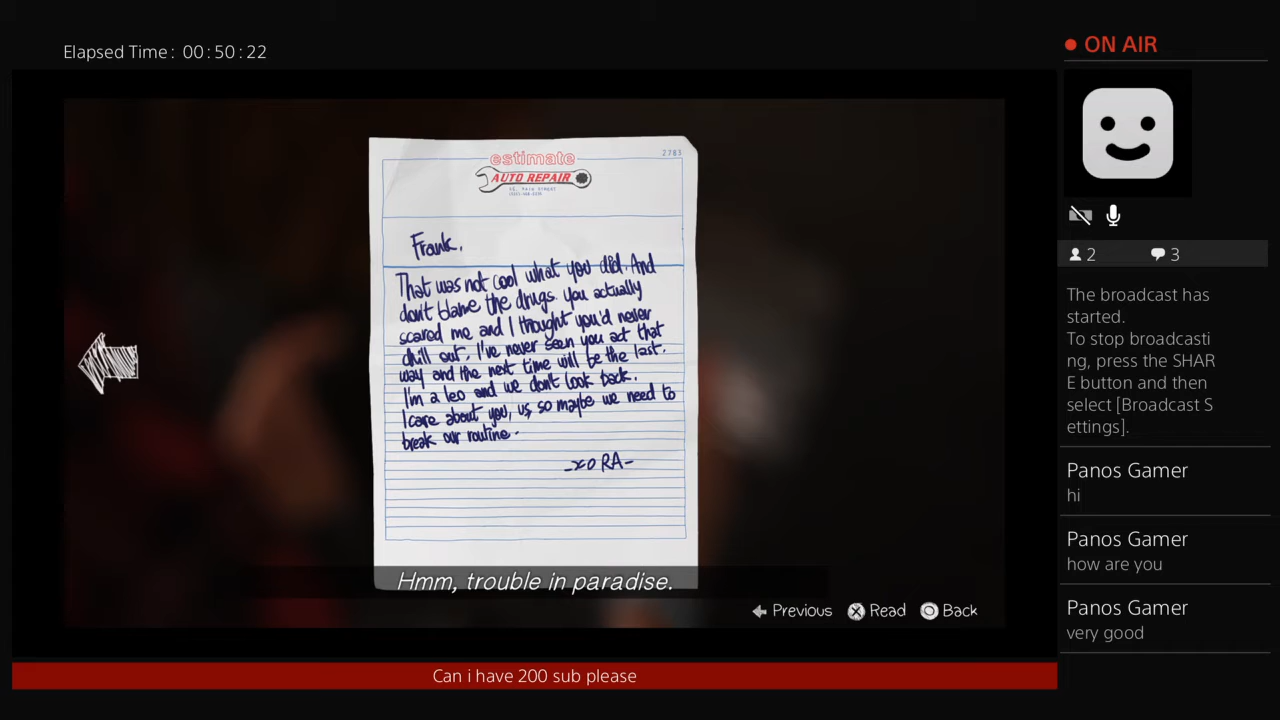 Elapsed Time: 00:50:22
ON AIR
2
3
The broadcast has
started.
To stop broadcasti
ng, press the SHAR
E button and then
select [Broadcast S
ettings].
Panos Gamer
hi
Panos Gamer
how are you
Panos Gamer
very good
estimate
2783
AUTO REPAIR
Frank,
That was not cool what you did. And
don't blame the drugs. You actually
scared me and I thought you'd never
chill out. I've never seen you act that
way and the next time will be the last.
I'm a leo and we don't look back.
I care about you, us, so maybe we need to
break our routine.
-xo RA-
Hmm, trouble in paradise.
Previous
Read
Back
Can i have 200 sub please